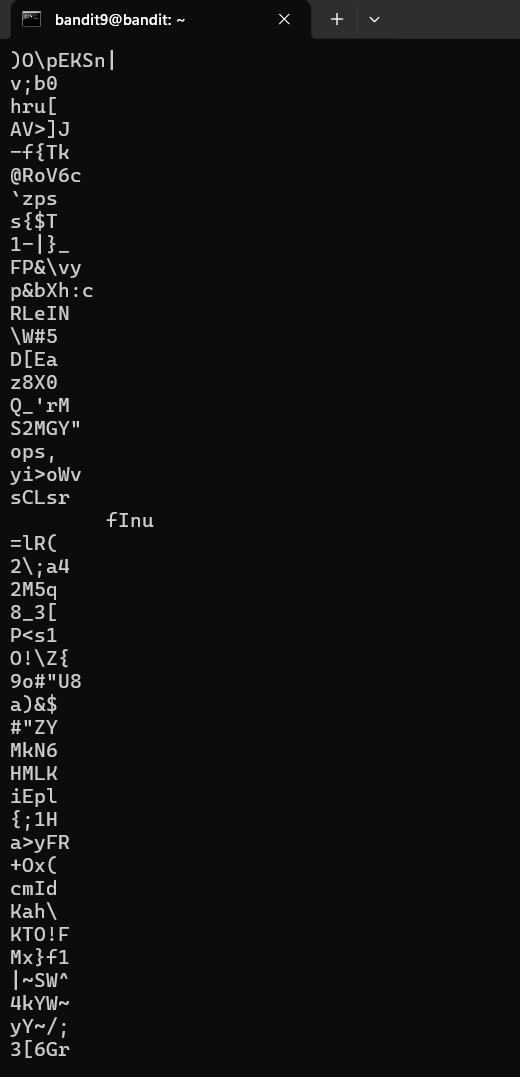 bandit9@bandit: ~
)O\pEKSn|
v;b0
hru[
AV>]J
-f{Tk
@RoV6c
`zps
s{$T
1-|}_
FP&\vy
p&bXh:c
RLeIN
\W#5
D[Ea
z8X0
Q_'rM
S2MGY"
ops,
yi>oWv
sCLsr
        fInu
=lR(
2\;a4
2M5q
8_3[
P<s1
O!\Z{
9o#"U8
a)&$
#"ZY
MkN6
HMLK
iEpl
{;1H
a>yFR
+Ox(
cmId
Kah\
KTO!F
Mx}f1
|~SW^
4kYW~
yY~/;
3[6Gr